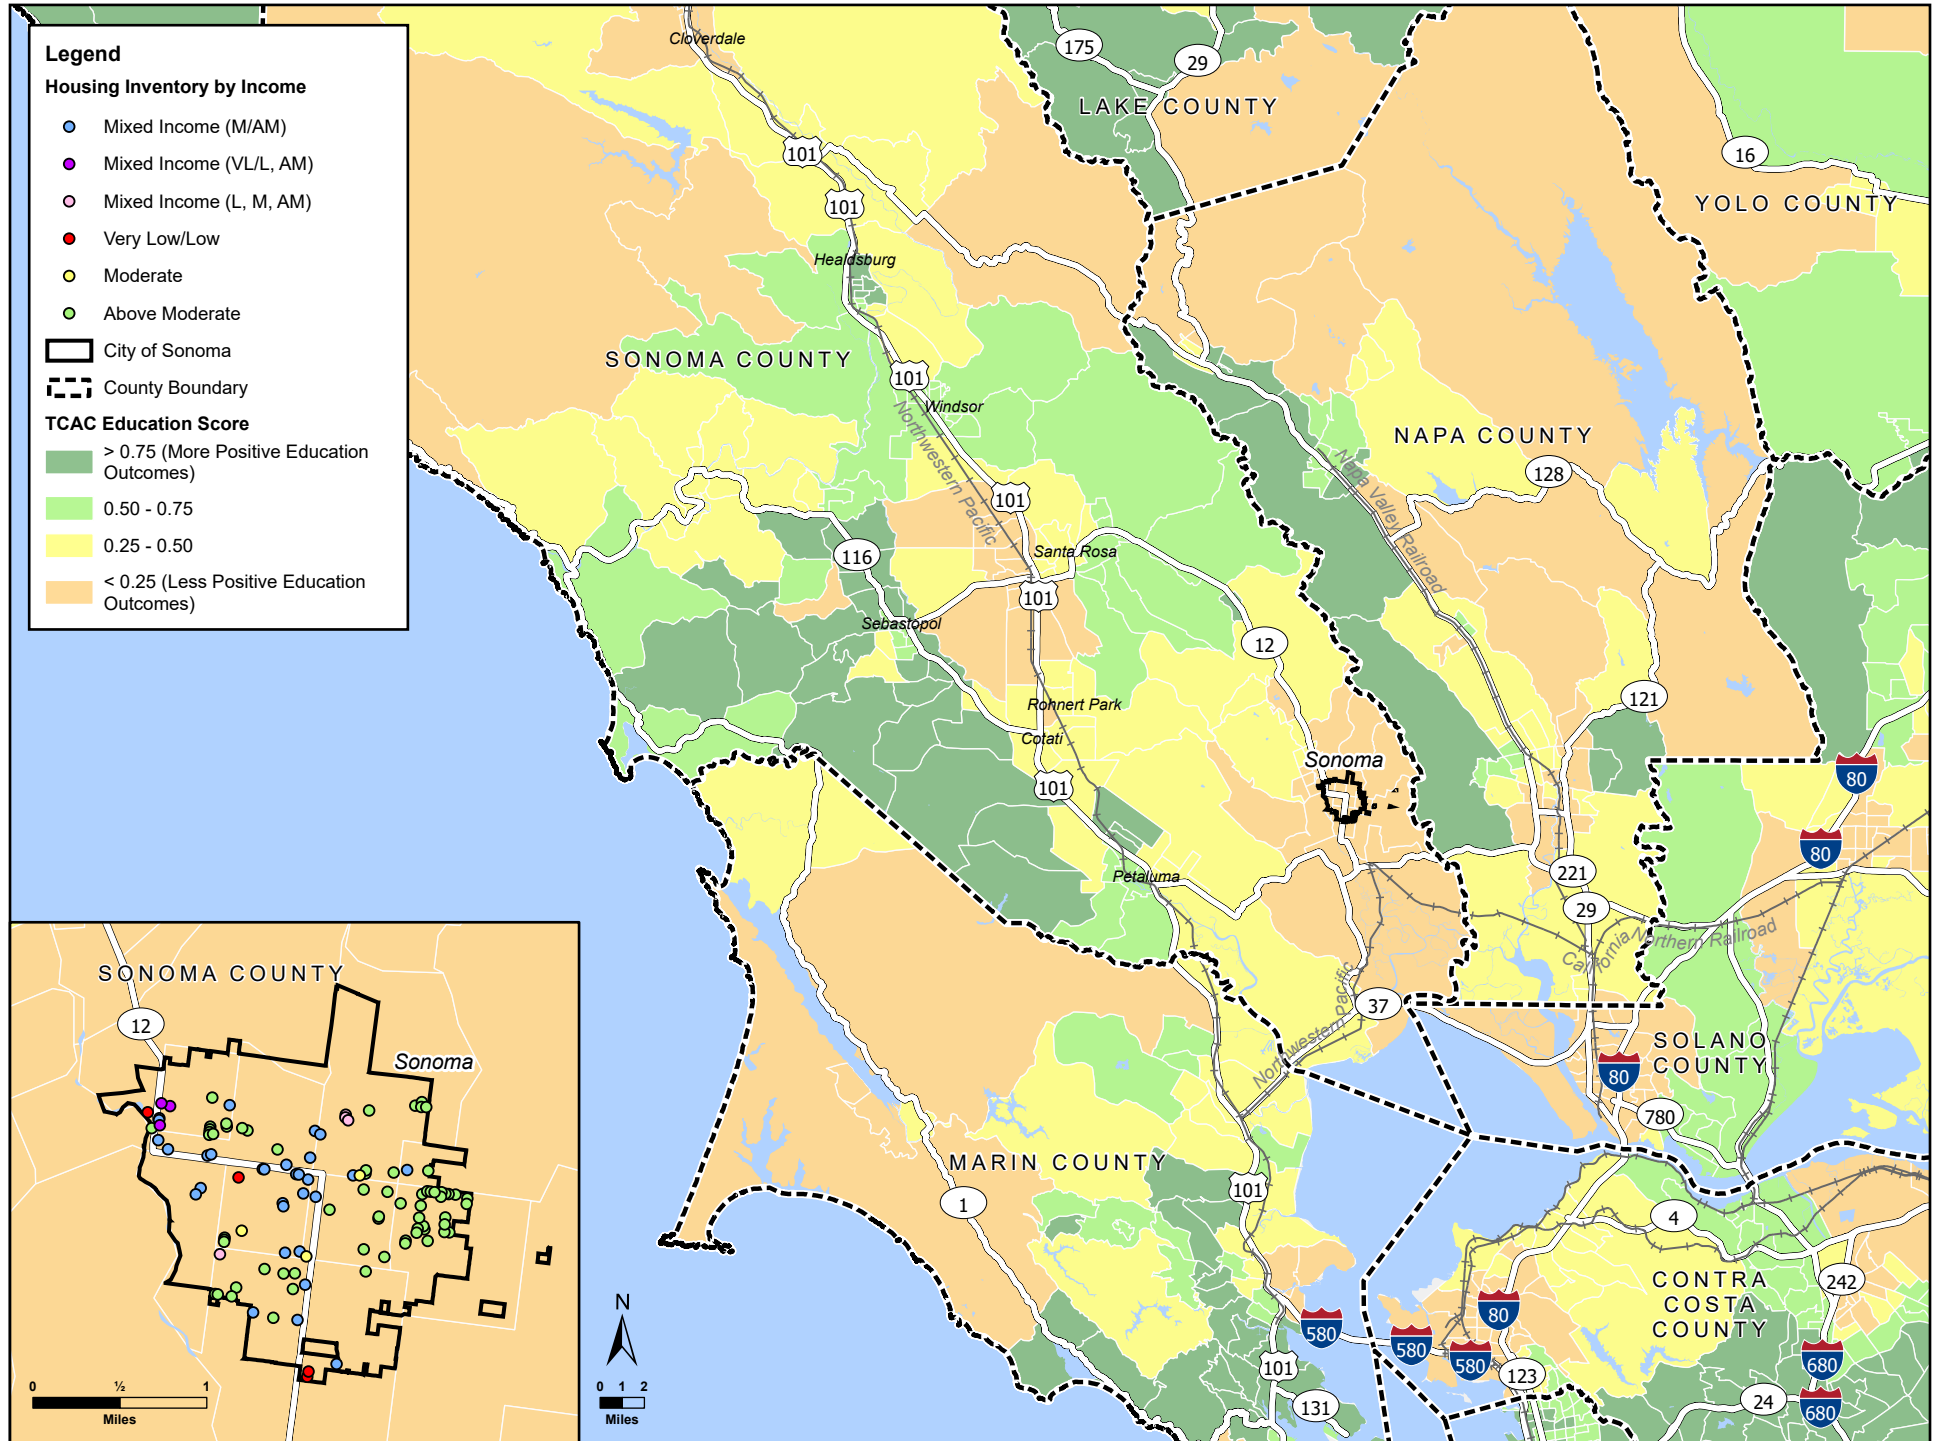 Legend
Housing Inventory by Income
Mixed Income (M/AM)
Mixed Income (VL/L, AM)
Mixed Income (L, M, AM)
Very Low/Low
Moderate
Above Moderate
City of Sonoma
County Boundary
TCAC Education Score
> 0.75 (More Positive Education
Outcomes)
0.50 - 0.75
0.25 - 0.50
< 0.25 (Less Positive Education
Outcomes)
Cloverdale
175
29
LAKE COUNTY
101
16
101
YOLO COUNTY
Healdsburg
SONOMA COUNTY
101
Windsor
Northwestern Pacific
NAPA COUNTY
Napa Valley Railroad
128
101
116
Santa Rosa
101
Sebastopol
12
121
Rohnert Park
Cotati
Sonoma
101
80
80
Petaluma
221
29
California Northern Railroad
Northwestern Pacific
37
SOLANO
COUNTY
80
780
MARIN COUNTY
101
1
4
CONTRA
COSTA
COUNTY
242
80
580
580
580
680
101
123
131
24
680
SONOMA COUNTY
12
Sonoma
0
½
1
Miles
N
0
1
2
Miles